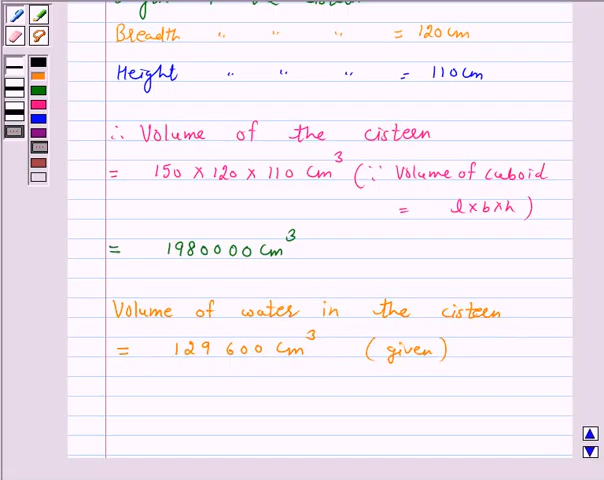 Breadth " " " = 120 cm
Height " " " = 110 cm
∴ Volume of the cisteen
= 150 × 120 × 110 cm³ (∵ Volume of cuboid
= l×b×h)
= 1980000 cm³
Volume of water in the cisteen
= 129 600 cm³ (given)